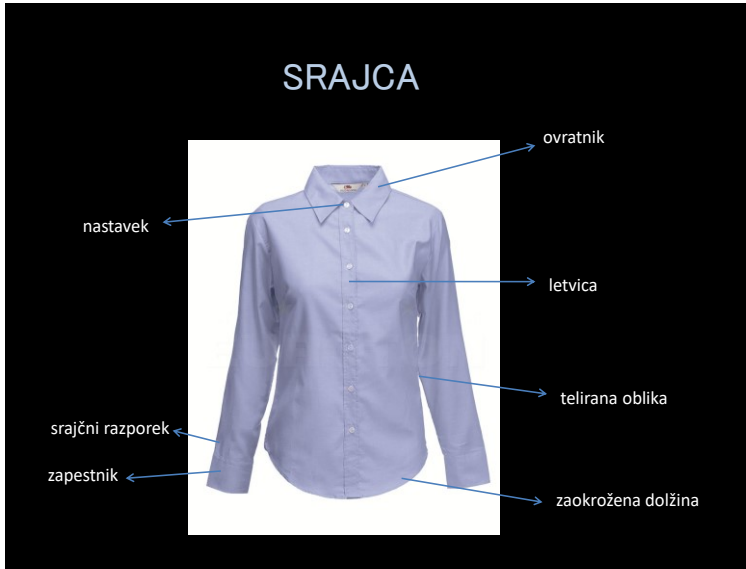 SRAJCA
ovratnik
nastavek
letvica
telirana oblika
srajčni razporek
zapestnik
zaokrožena dolžina